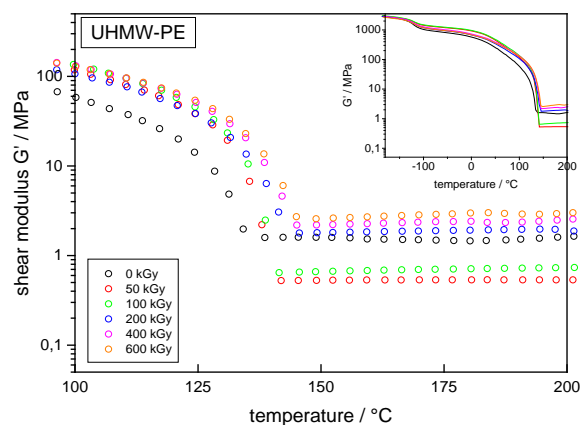 UHMW-PE
shear modulus G' / MPa
100
10
1
0,1
100
125
150
175
200
temperature / °C
0 kGy
50 kGy
100 kGy
200 kGy
400 kGy
600 kGy
G' / MPa
1000
100
10
1
0,1
-100
0
100
200
temperature / °C